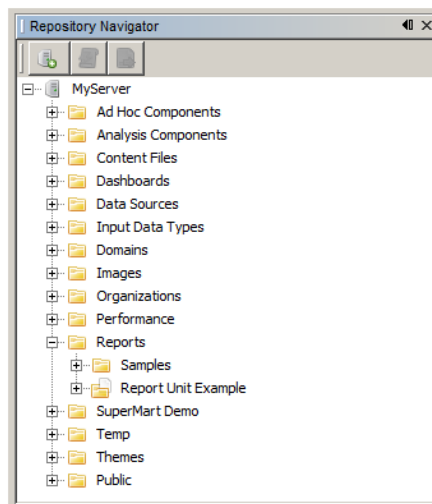 Repository Navigator
MyServer
Ad Hoc Components
Analysis Components
Content Files
Dashboards
Data Sources
Input Data Types
Domains
Images
Organizations
Performance
Reports
Samples
Report Unit Example
SuperMart Demo
Temp
Themes
Public